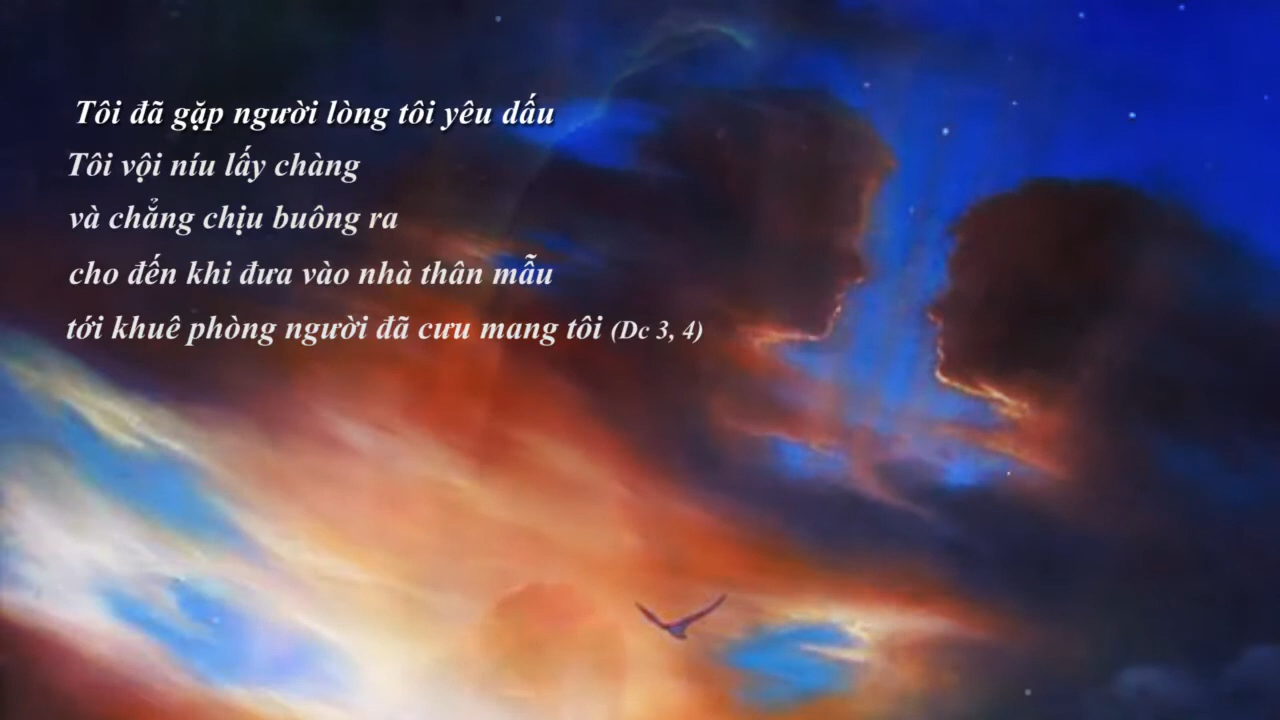 Tôi đã gặp người lòng tôi yêu dấu
Tôi vội níu lấy chàng
và chẳng chịu buông ra
cho đến khi đưa vào nhà thân mẫu
tới khuê phòng người đã cưu mang tôi (Dc 3, 4)